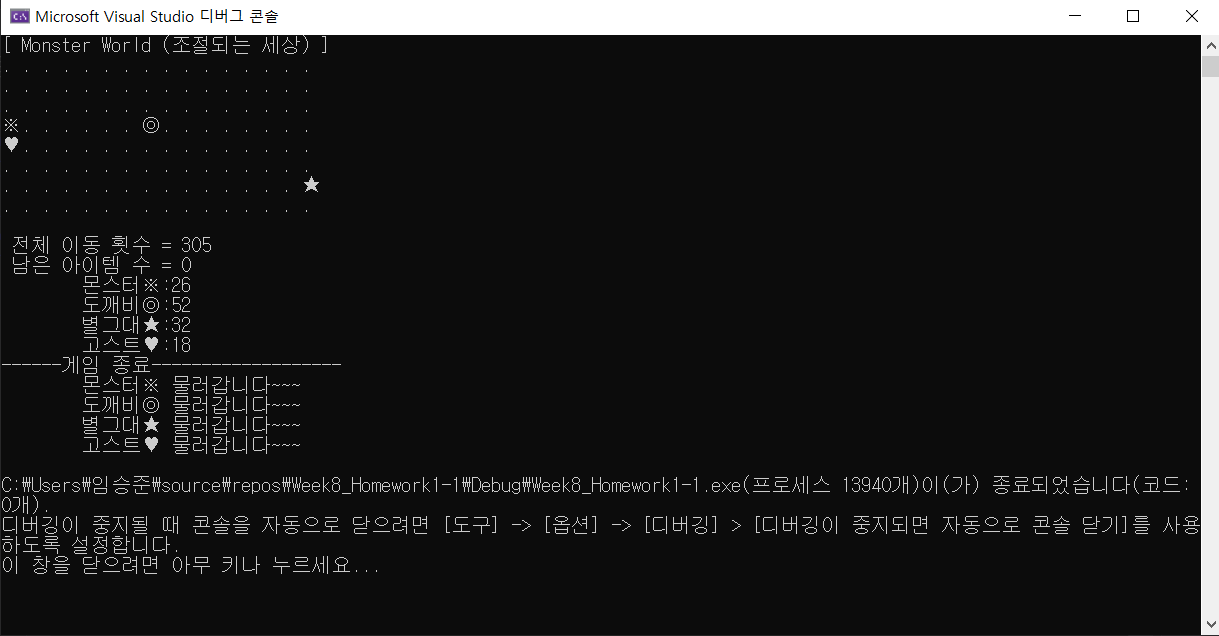 Microsoft Visual Studio 디버그 콘솔
[ Monster World (조절되는 세상) ]
. . . . . . . . . . . . . . . .
. . . . . . . . . . . . . . . .
. . . . . . . . . . . . . . . .
※. . . . . . ◎. . . . . . . .
♥. . . . . . . . . . . . . . .
. . . . . . . . . . . . . . . .
. . . . . . . . . . . . . . . ★
. . . . . . . . . . . . . . . .
전체 이동 횟수 = 305
남은 아이템 수 = 0
몬스터※:26
도깨비◎:52
별그대★:32
고스트♥:18
------게임 종료-------------------
몬스터※ 물러갑니다~~~
도깨비◎ 물러갑니다~~~
별그대★ 물러갑니다~~~
고스트♥ 물러갑니다~~~
C:₩Users₩임승준₩source₩repos₩Week8_Homework1-1₩Debug₩Week8_Homework1-1.exe(프로세스 13940개)이(가) 종료되었습니다(코드:
0개).
디버깅이 중지될 때 콘솔을 자동으로 닫으려면 [도구] -> [옵션] -> [디버깅] > [디버깅이 중지되면 자동으로 콘솔 닫기]를 사용
하도록 설정합니다.
이 창을 닫으려면 아무 키나 누르세요...